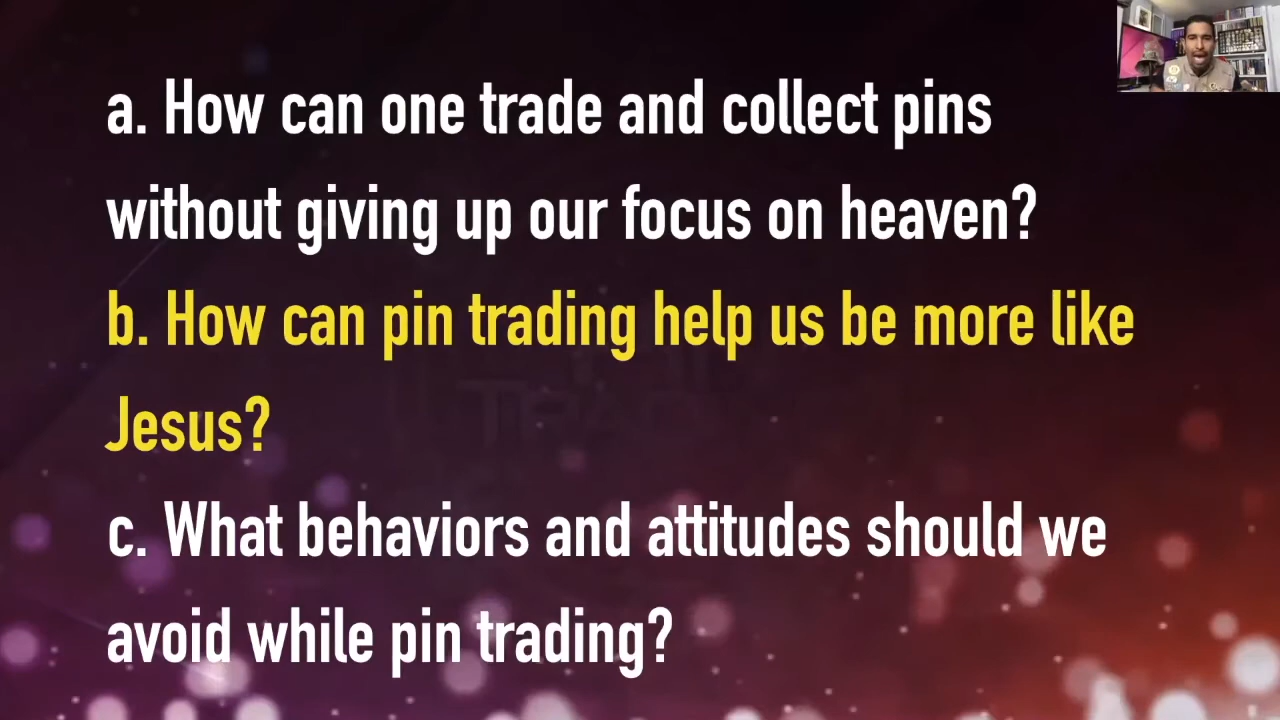 a. How can one trade and collect pins
without giving up our focus on heaven?
b. How can pin trading help us be more like
Jesus?
c. What behaviors and attitudes should we
avoid while pin trading?